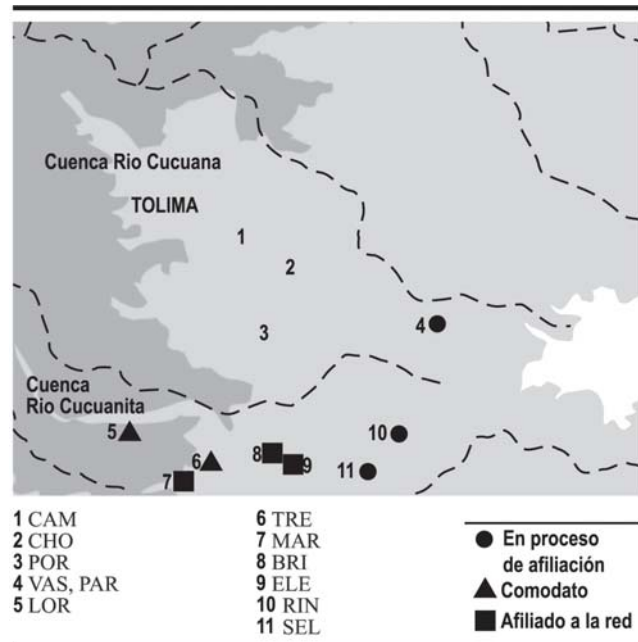 Cuenca Rio Cucuana
TOLIMA
1
2
3
4
Cuenca
Rio Cucuanita
5
6
7
8
9
10
11
1 CAM
2 CHO
3 POR
4 VAS, PAR
5 LOR
6 TRE
7 MAR
8 BRI
9 ELE
10 RIN
11 SEL
En proceso
de afiliación
Comodato
Afiliado a la red